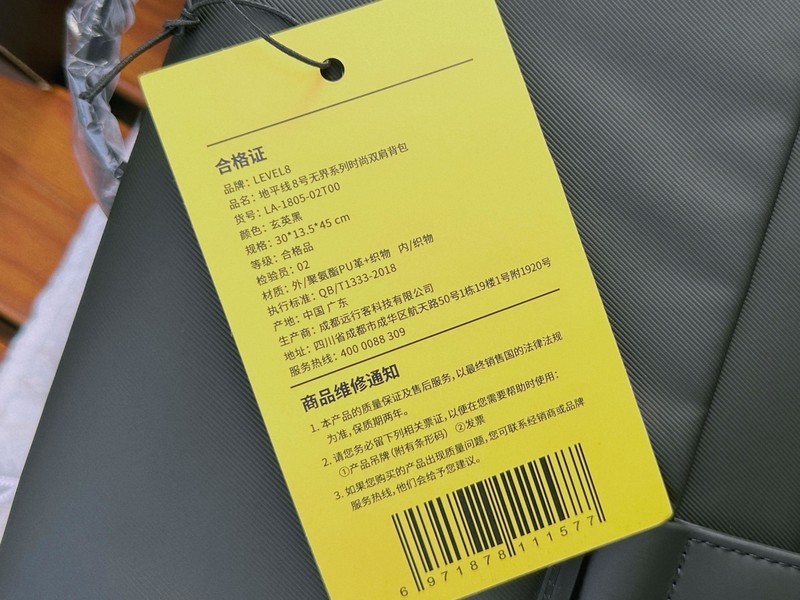 合格证
品牌：LEVEL8
品名：地平线8号无界系列时尚双肩背包
货号：LA-1805-02T00
颜色：玄英黑
规格：30*13.5*45 cm
等级：合格品
检验员：02
材质：外/聚氨酯PU革+织物 内/织物
执行标准：QB/T1333-2018
产地：中国 广东
生产商：成都远行客科技有限公司
地址：四川省成都市成华区航天路50号1栋19楼1号附1920号
服务热线：400 0088 309
商品维修通知
1. 本产品的质量保证及售后服务，以最终销售国的法律法规
为准，保质期两年。
2. 请您务必留下列相关票证，以便在您需要帮助时使用：
①产品吊牌（附有条形码） ②发票
3. 如果您购买的产品出现质量问题，您可联系经销商或品牌
服务热线，他们会给予您建议。
6 971878 111577